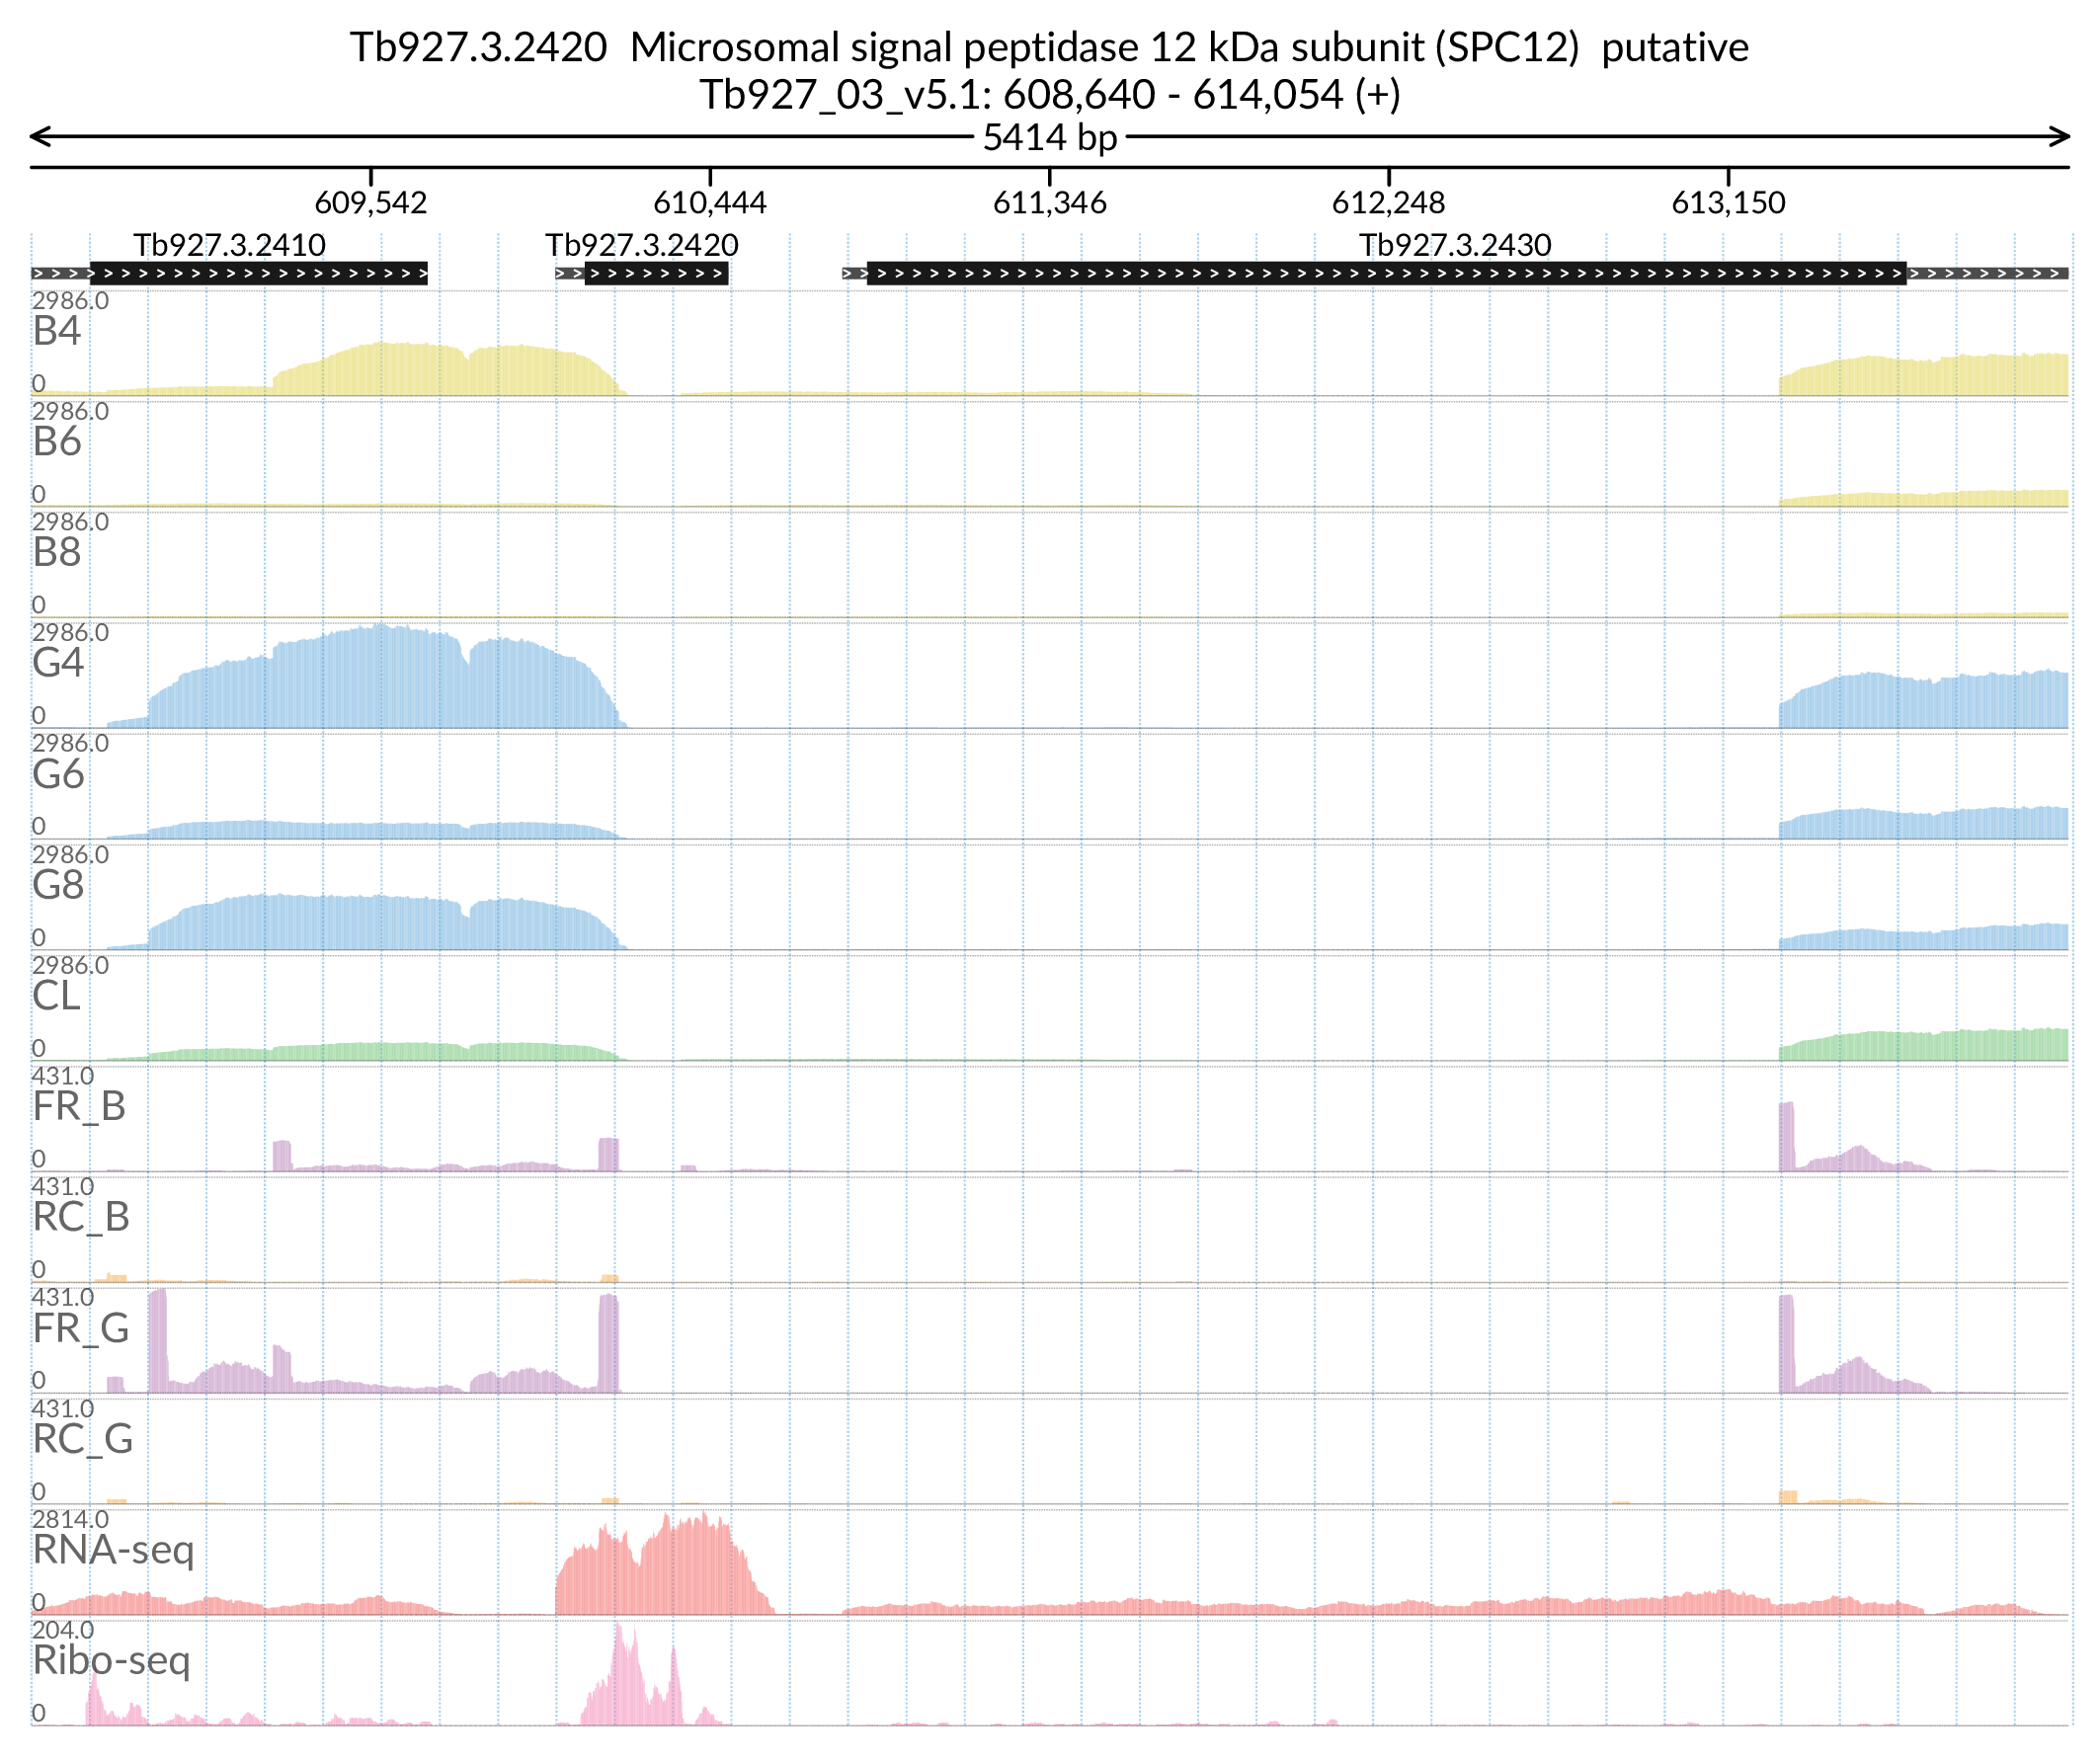 Tb927.3.2420 Microsomal signal peptidase 12 kDa subunit (SPC12) putative
Tb927_03_v5.1: 608,640 - 614,054 (+)
5414 bp
609,542 610,444 611,346 612,248 613,150
Tb927.3.2410 Tb927.3.2420 Tb927.3.2430
2986.0
B4
0
2986.0
B6
0
2986.0
B8
0
2986.0
G4
0
2986.0
G6
0
2986.0
G8
0
2986.0
CL
0
431.0
FR_B
0
431.0
RC_B
0
431.0
FR_G
0
431.0
RC_G
0
2814.0
RNA-seq
0
204.0
Ribo-seq
0